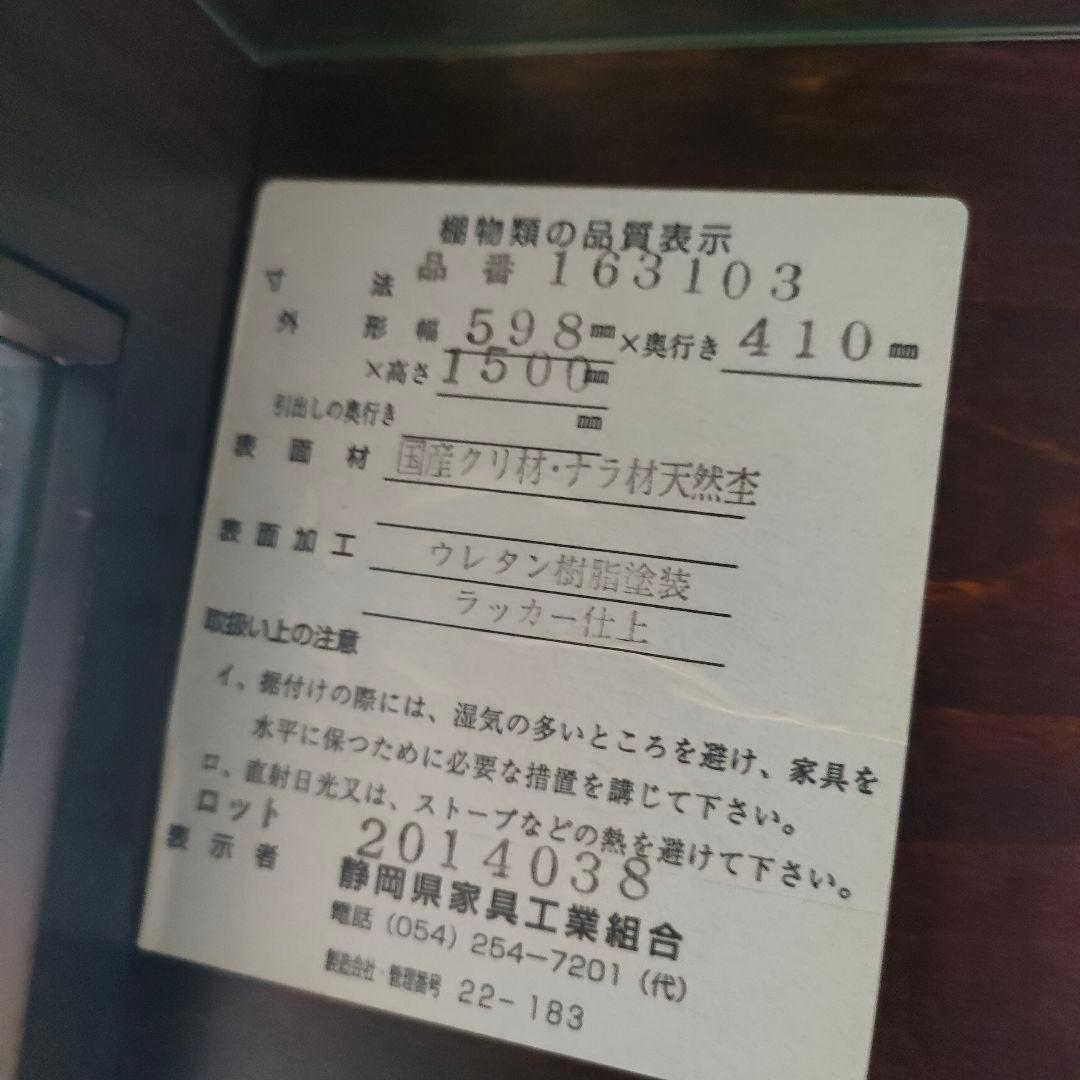 棚物類の品質表示
品番 163103
寸法
外形 幅 598mm×奥行き 410mm
×高さ 1500mm
引出しの奥行き mm
表面材 国産クリ材・ナラ材天然杢
表面加工 ウレタン樹脂塗装
ラッカー仕上
取扱い上の注意
イ、据付けの際には、湿気の多いところを避け、家具を
水平に保つために必要な措置を講じて下さい。
ロ、直射日光又は、ストーブなどの熱を避けて下さい。
ロット 2014038
表示者 静岡県家具工業組合
電話 (054) 254-7201 (代)
製造会社・管理番号 22-183